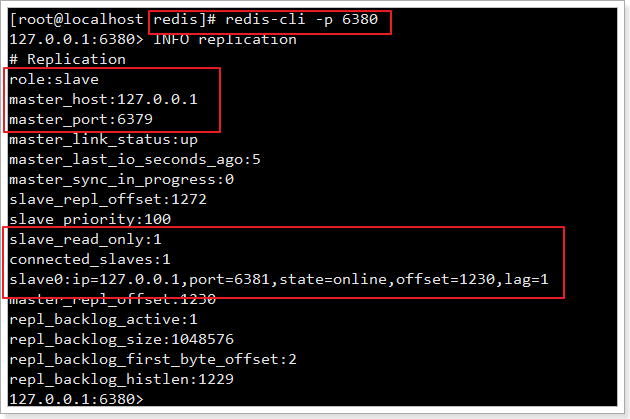 [root@localhost redis]# redis-cli -p 6380
127.0.0.1:6380> INFO replication
# Replication
role:slave
master_host:127.0.0.1
master_port:6379
master_link_status:up
master_last_io_seconds_ago:5
master_sync_in_progress:0
slave_repl_offset:1272
slave_priority:100
slave_read_only:1
connected_slaves:1
slave0:ip=127.0.0.1,port=6381,state=online,offset=1230,lag=1
master_repl_offset:1230
repl_backlog_active:1
repl_backlog_size:1048576
repl_backlog_first_byte_offset:2
repl_backlog_histlen:1229
127.0.0.1:6380>